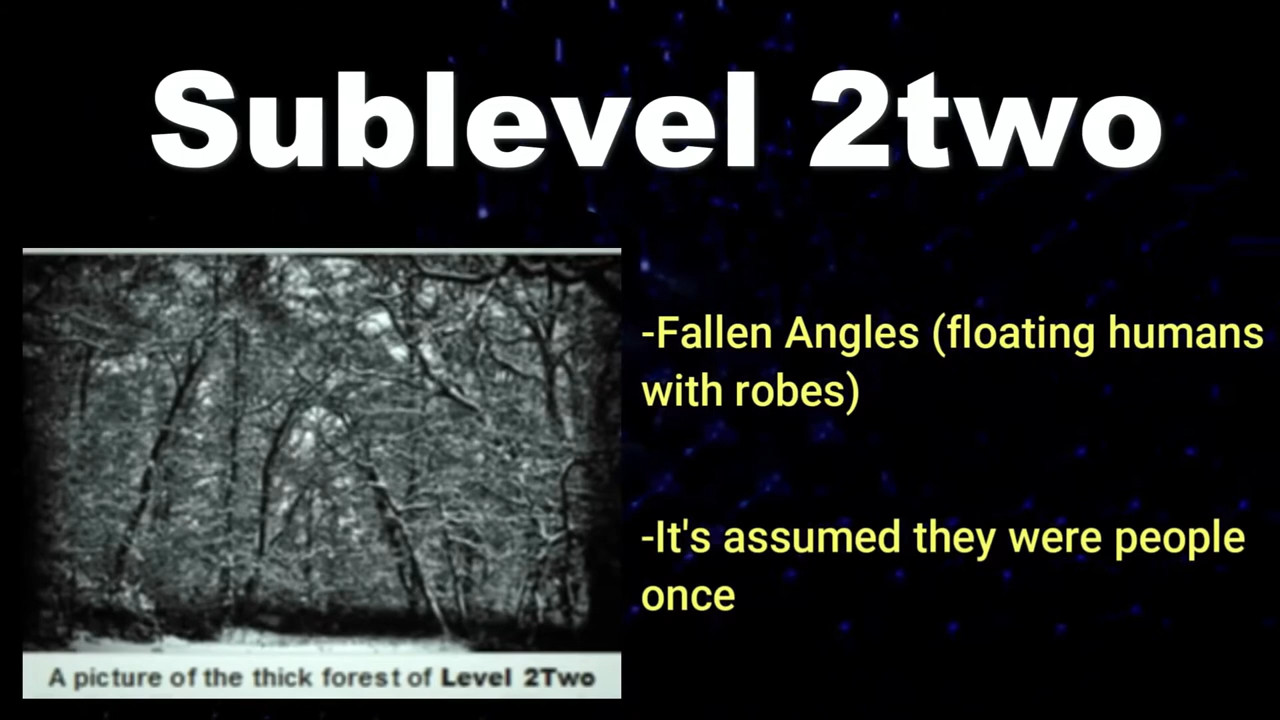 Sublevel 2two
-Fallen Angles (floating humans
with robes)
-It's assumed they were people
once
A picture of the thick forest of Level 2Two